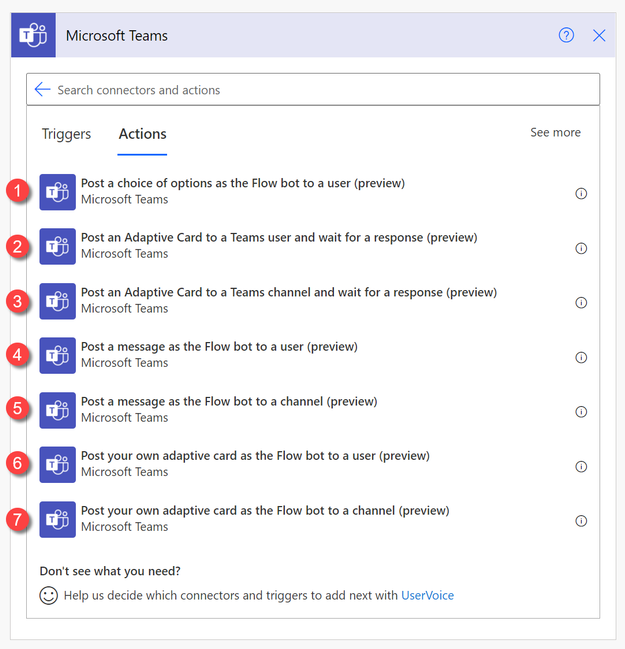 Microsoft Teams
Search connectors and actions
Triggers Actions See more
1 Post a choice of options as the Flow bot to a user (preview)
Microsoft Teams
2 Post an Adaptive Card to a Teams user and wait for a response (preview)
Microsoft Teams
3 Post an Adaptive Card to a Teams channel and wait for a response (preview)
Microsoft Teams
4 Post a message as the Flow bot to a user (preview)
Microsoft Teams
5 Post a message as the Flow bot to a channel (preview)
Microsoft Teams
6 Post your own adaptive card as the Flow bot to a user (preview)
Microsoft Teams
7 Post your own adaptive card as the Flow bot to a channel (preview)
Microsoft Teams
Don't see what you need?
Help us decide which connectors and triggers to add next with UserVoice